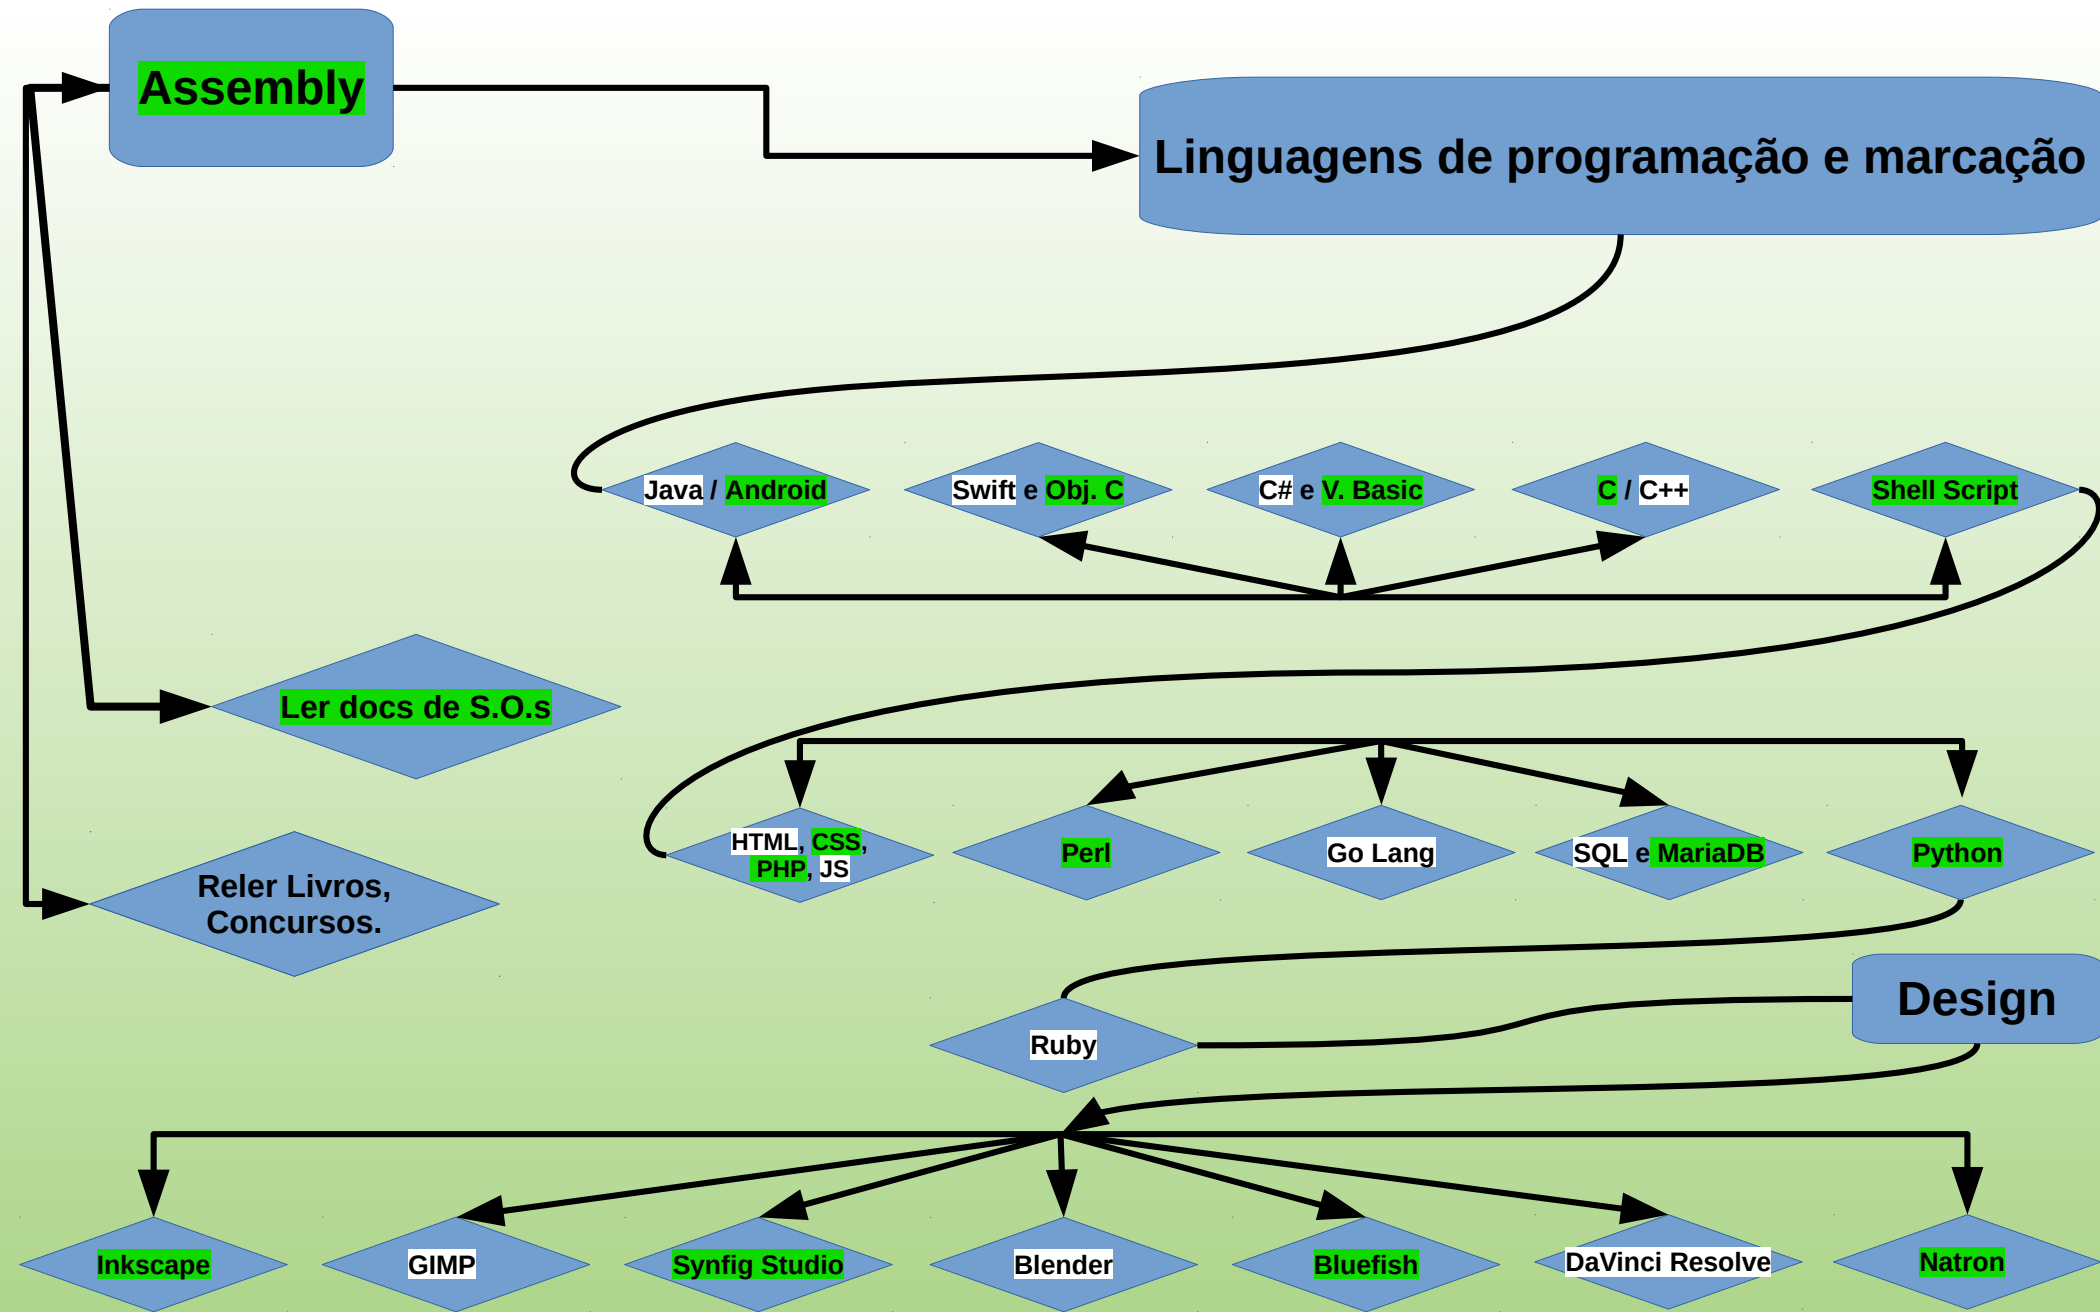 Assembly
Linguagens de programação e marcação
Java / Android
Swift e Obj. C
C# e V. Basic
C / C++
Shell Script
Ler docs de S.O.s
HTML, CSS,
PHP, JS
Perl
Go Lang
SQL e MariaDB
Python
Reler Livros,
Concursos.
Design
Ruby
Inkscape
GIMP
Synfig Studio
Blender
Bluefish
DaVinci Resolve
Natron